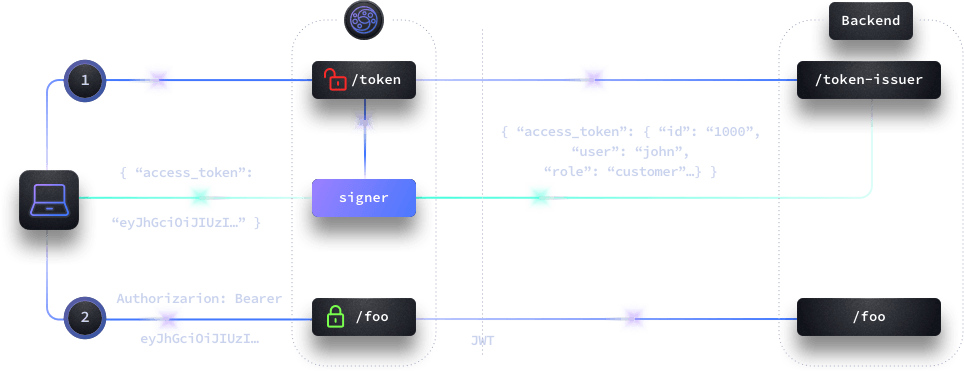 Backend
1
/token
/token-issuer
{ “access_token”: { “id”: “1000”,
“user”: “john”,
“role”: “customer”…} }
{ “access_token”:
“eyJhGciOiJIUzI…” }
signer
Authorizarion: Bearer
eyJhGciOiJIUzI…
2
/foo
/foo
JWT